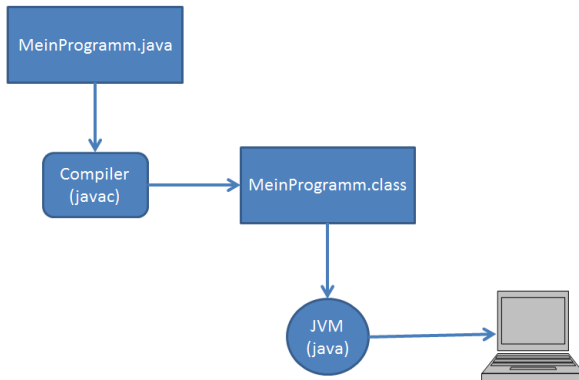 MeinProgramm.java
Compiler
(javac)
MeinProgramm.class
JVM
(java)